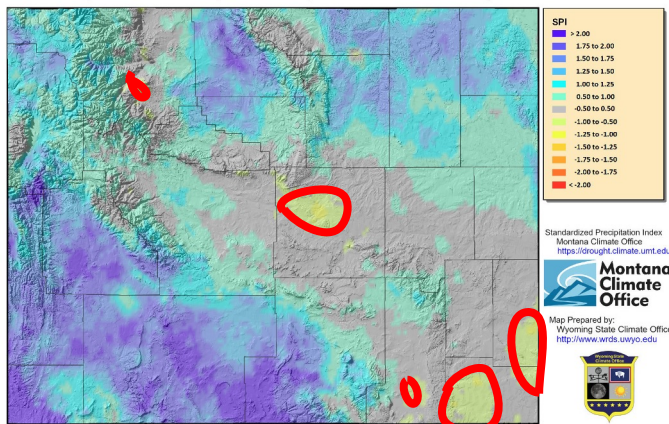 SPI
> 2.00
1.75 to 2.00
1.50 to 1.75
1.25 to 1.50
1.00 to 1.25
0.50 to 1.00
-0.50 to 0.50
-1.00 to -0.50
-1.25 to -1.00
-1.50 to -1.25
-1.75 to -1.50
-2.00 to -1.75
< -2.00
Standardized Precipitation Index
Montana Climate Office
https://drought.climate.umt.edu
Montana
Climate
Office
Map Prepared by:
Wyoming State Climate Office
http://www.wrds.uwyo.edu
Wyoming State
Climate Office